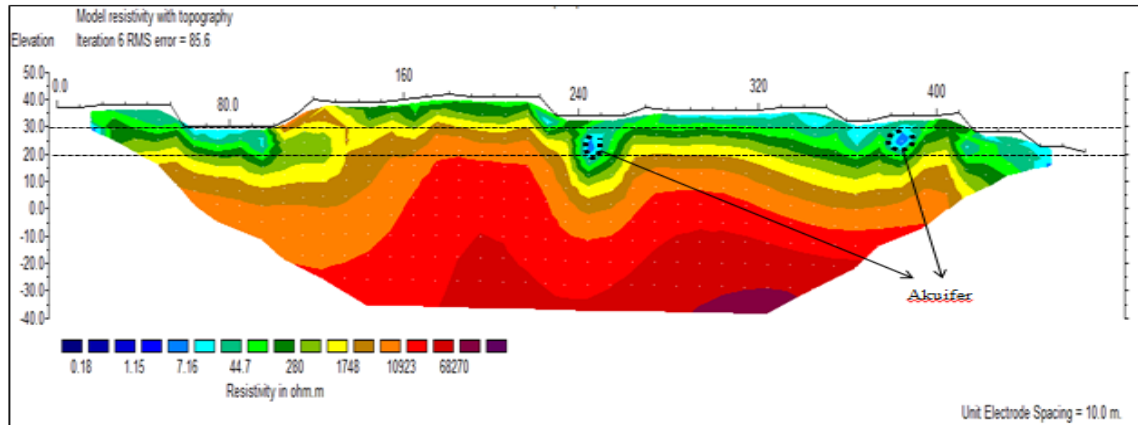 Model resistivity with topography
Elevation Iteration 6 RMS error = 85.6
50.0
40.0
30.0
20.0
10.0
0.0
-10.0
-20.0
-30.0
-40.0
0.0
80.0
160
240
320
400
Akuifer
0.18 1.15 7.16 44.7 280 1748 10923 68270
Resistivity in ohm.m
Unit Electrode Spacing = 10.0 m.